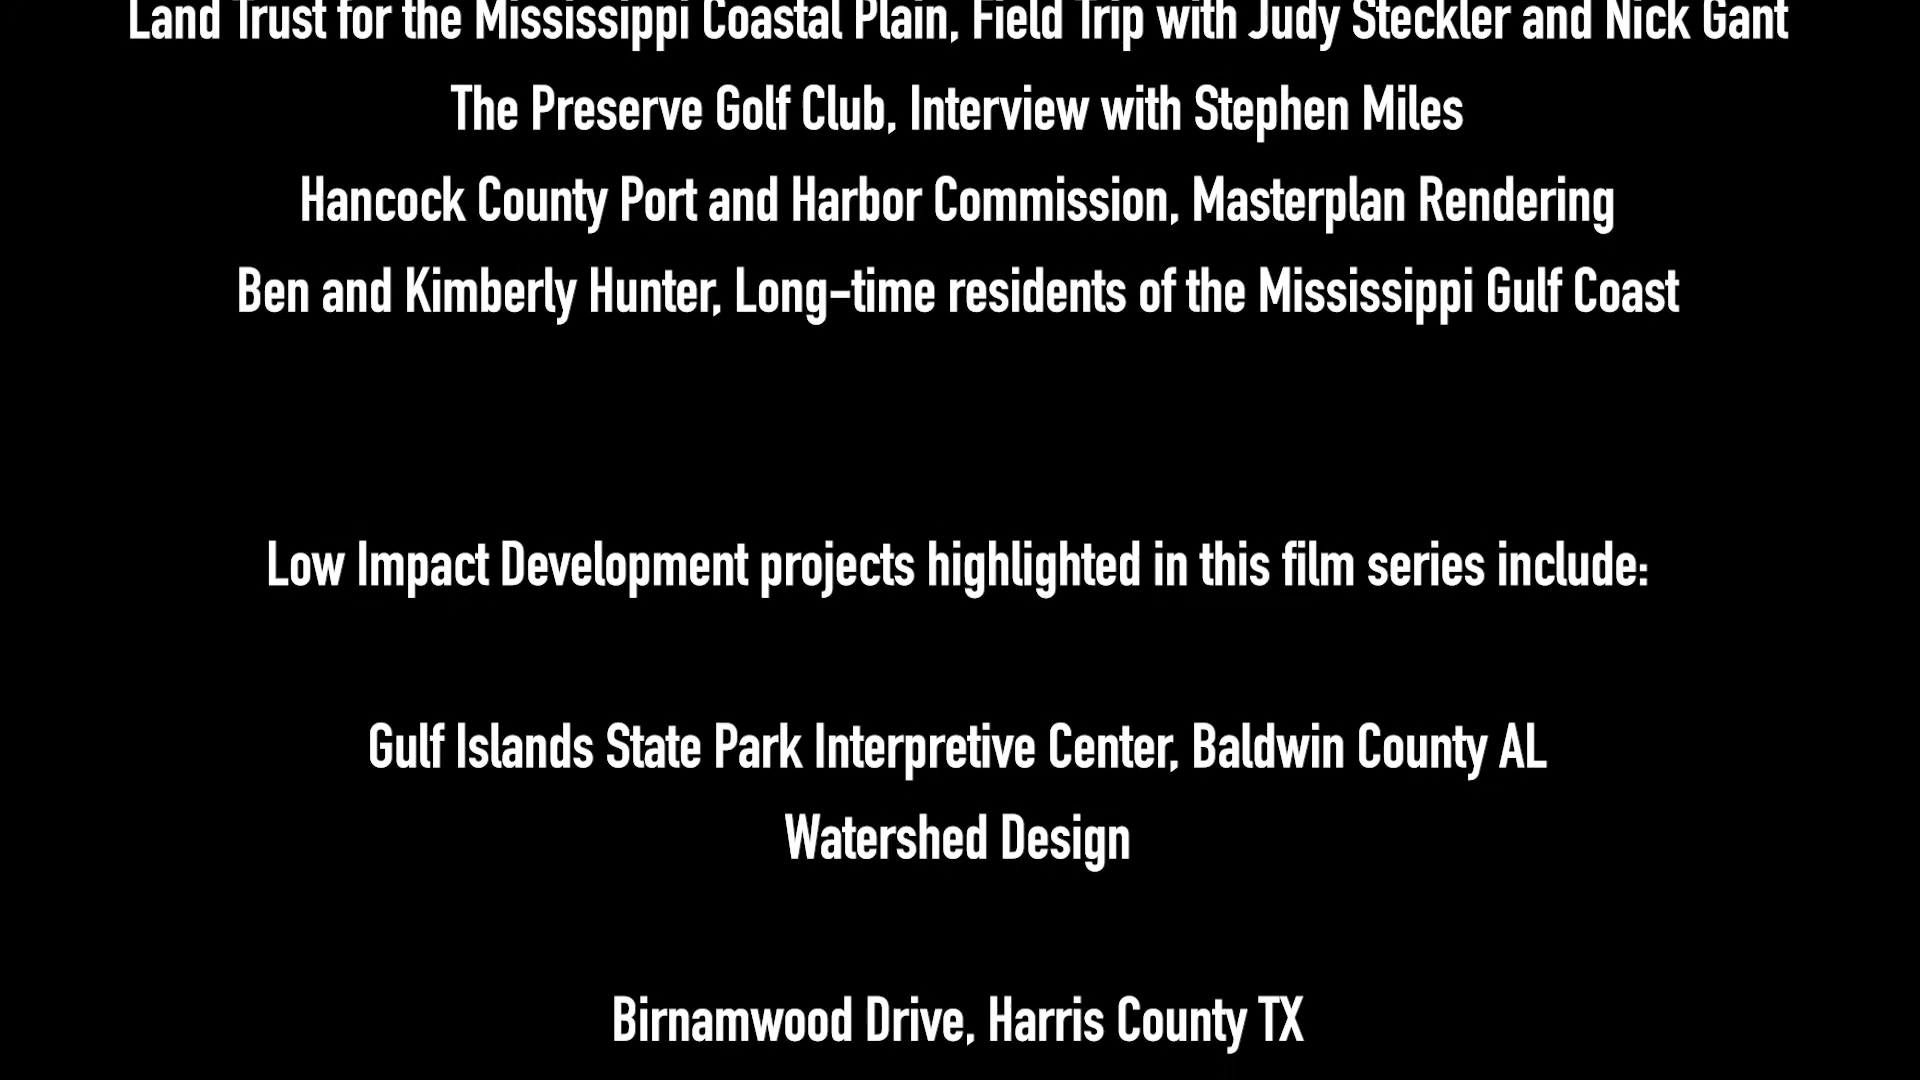 Land Trust for the Mississippi Coastal Plain, Field Trip with Judy Steckler and Nick Gant
The Preserve Golf Club, Interview with Stephen Miles
Hancock County Port and Harbor Commission, Masterplan Rendering
Ben and Kimberly Hunter, Long-time residents of the Mississippi Gulf Coast
Low Impact Development projects highlighted in this film series include:
Gulf Islands State Park Interpretive Center, Baldwin County AL
Watershed Design
Birnamwood Drive, Harris County TX